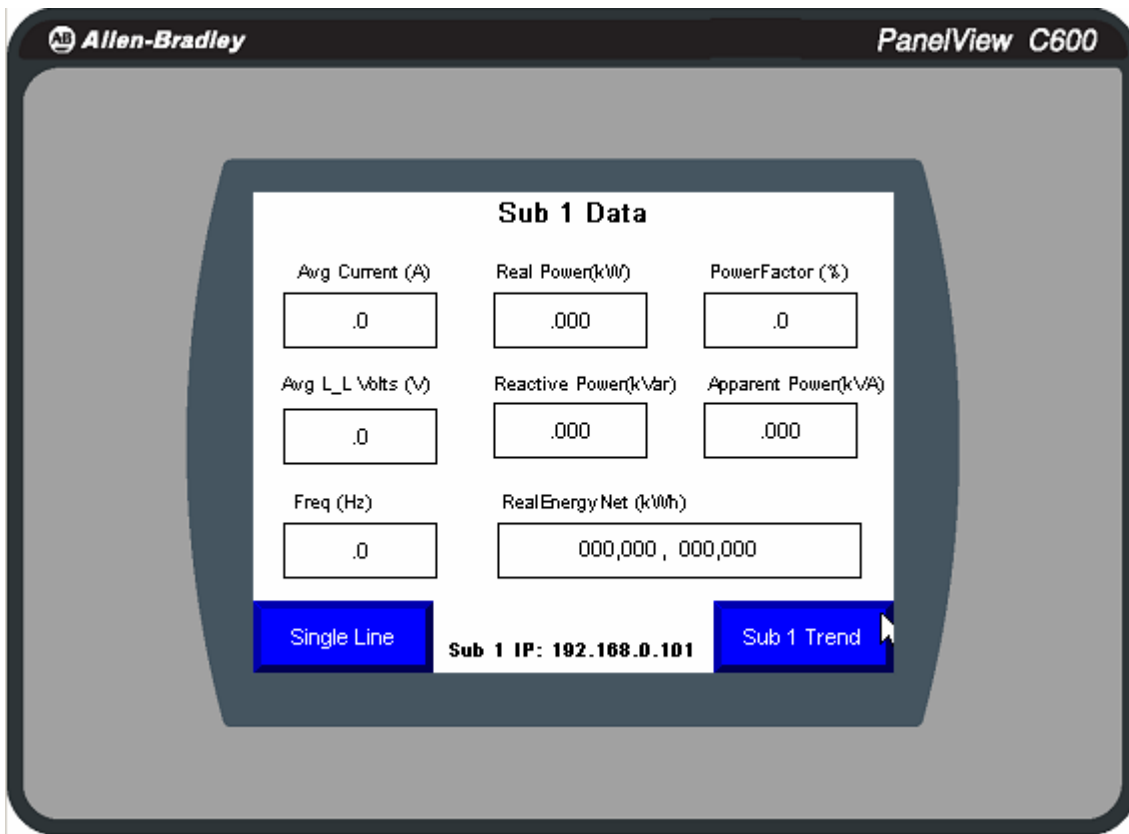 AB Allen-Bradley PanelView C600
Sub 1 Data
Avg Current (A) Real Power(kW) PowerFactor (%)
.0 .000 .0
Avg L_L Volts (V) Reactive Power(kVar) Apparent Power(kVA)
.0 .000 .000
Freq (Hz) RealEnergyNet (kWh)
.0 000,000 , 000,000
Single Line Sub 1 IP: 192.168.0.101 Sub 1 Trend